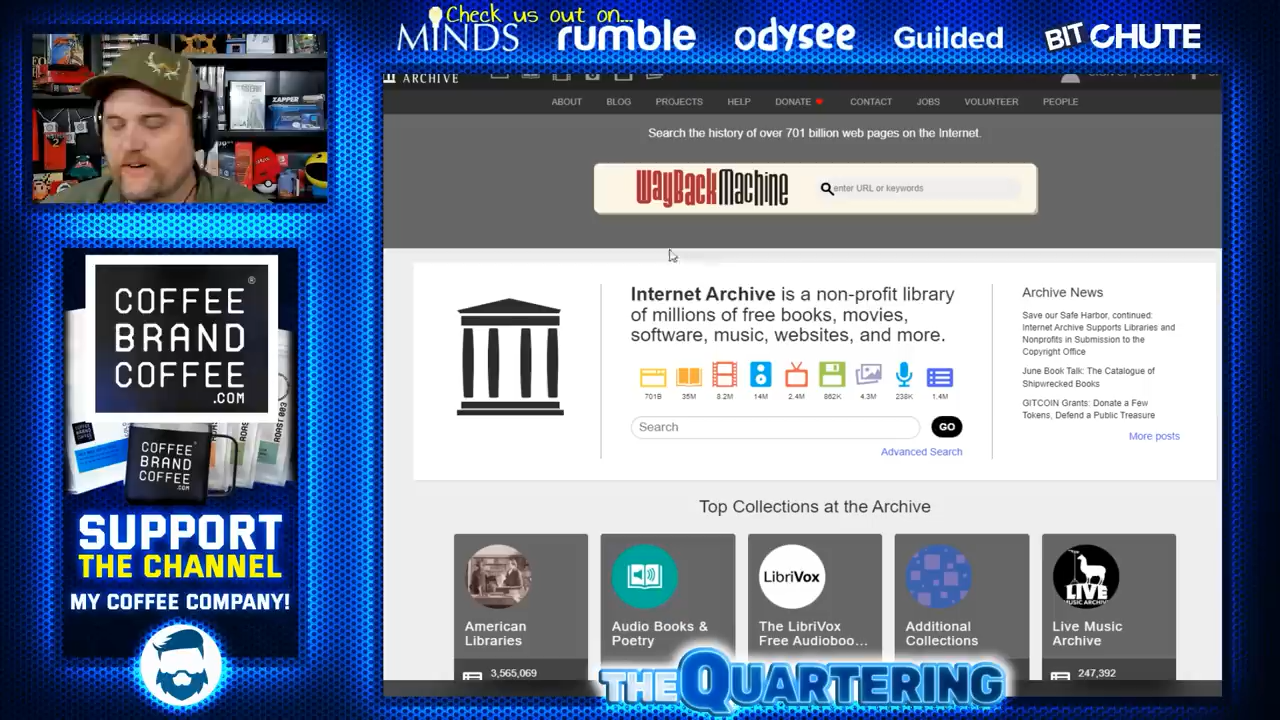 Check us out on...
MINDS rumble odysee Guilded BITCHUTE
ZAPPER
COFFEE
BRAND
COFFEE
.COM
®
COFFEE
BRAND
COFFEE
.COM
SUPPORT
THE CHANNEL
MY COFFEE COMPANY!
ARCHIVE
ABOUT BLOG PROJECTS HELP DONATE CONTACT JOBS VOLUNTEER PEOPLE
Search the history of over 701 billion web pages on the Internet.
WayBackMachine enter URL or keywords
Internet Archive is a non-profit library
of millions of free books, movies,
software, music, websites, and more.
701B 35M 8.2M 14M 2.4M 862K 4.3M 238K 1.4M
Search GO
Advanced Search
Archive News
Save our Safe Harbor, continued:
Internet Archive Supports Libraries and
Nonprofits in Submission to the
Copyright Office
June Book Talk: The Catalogue of
Shipwrecked Books
GITCOIN Grants: Donate a Few
Tokens, Defend a Public Treasure
More posts
Top Collections at the Archive
American
Libraries
3,565,069
Audio Books &
Poetry
LibriVox
The LibriVox
Free Audioboo...
Additional
Collections
LIVE
MUSIC ARCHIVE
Live Music
Archive
247,392
THE QUARTERING